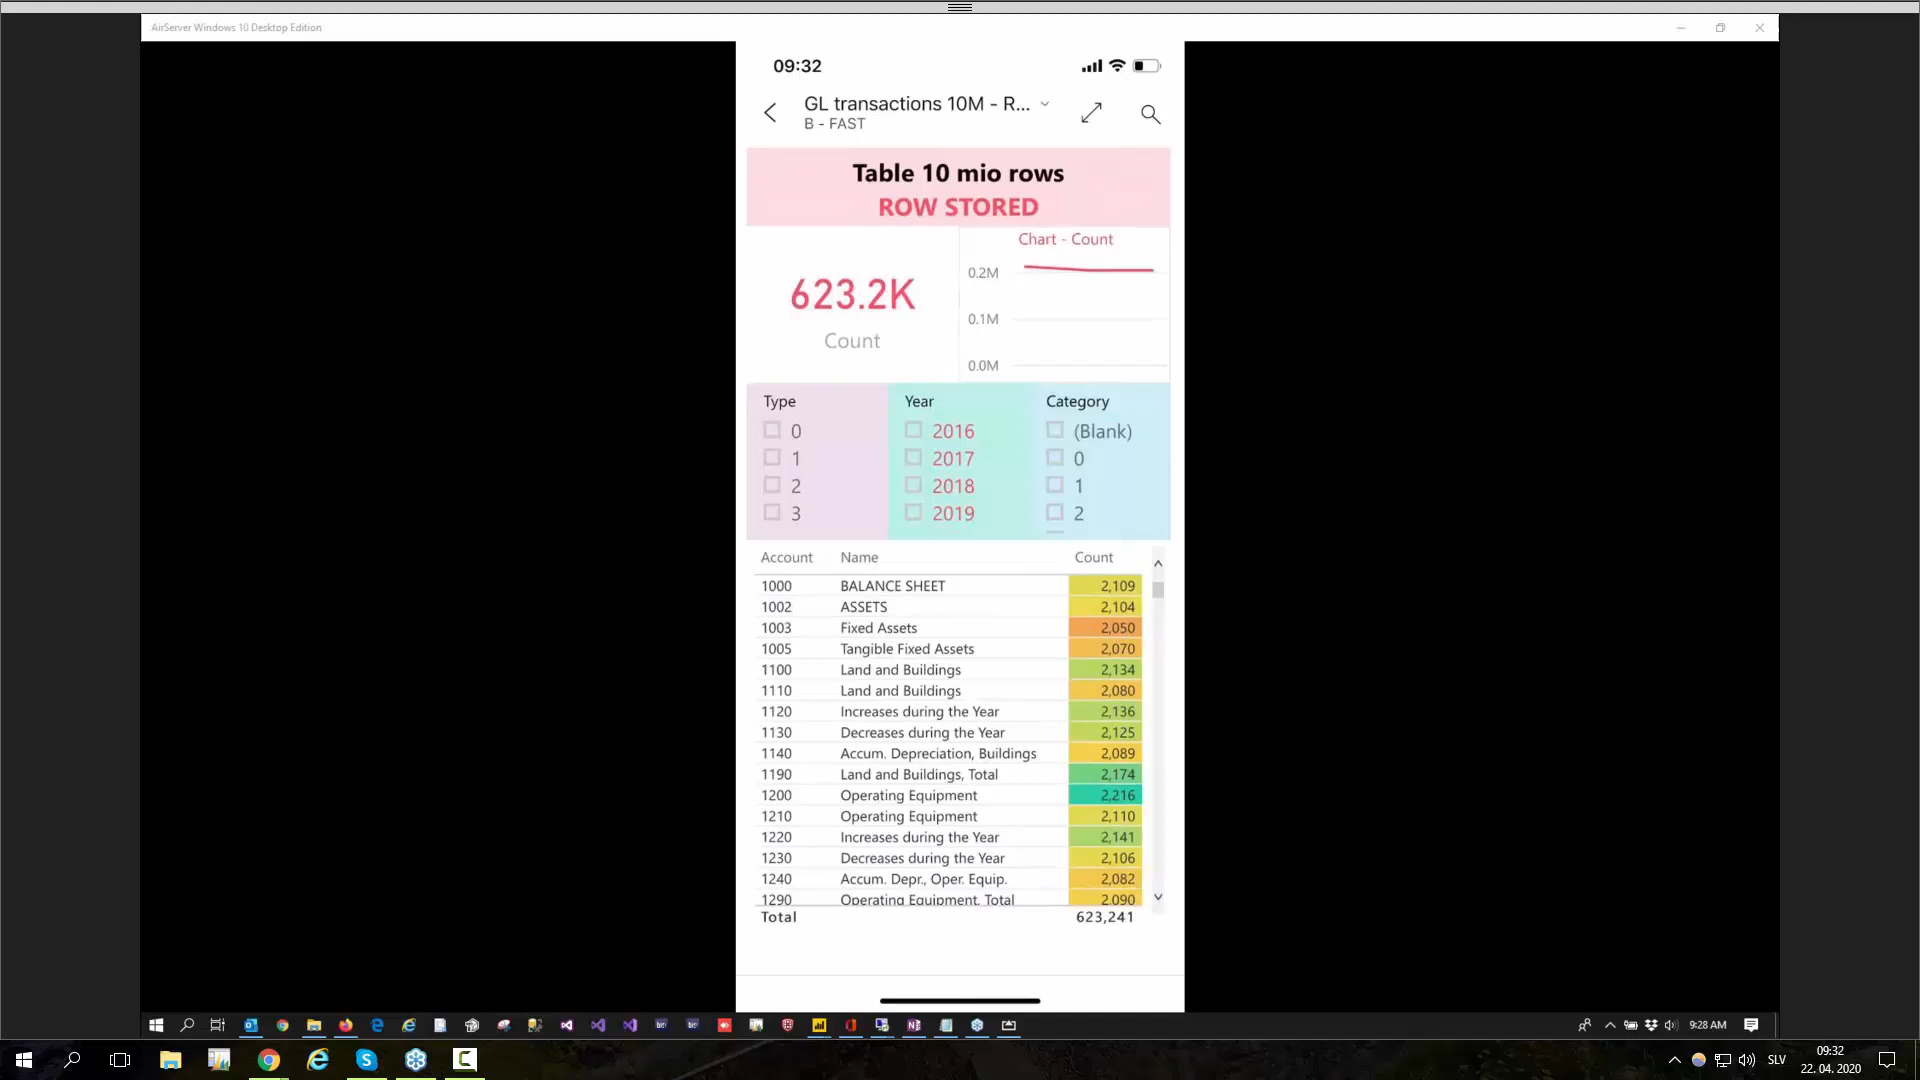 AirServer Windows 10 Desktop Edition
09:32
GL transactions 10M - R...
B - FAST
Table 10 mio rows
ROW STORED
623.2K
Count
Chart - Count
0.2M
0.1M
0.0M
Type
0
1
2
3
Year
2016
2017
2018
2019
Category
(Blank)
0
1
2
Account Name Count
1000 BALANCE SHEET 2,109
1002 ASSETS 2,104
1003 Fixed Assets 2,050
1005 Tangible Fixed Assets 2,070
1100 Land and Buildings 2,134
1110 Land and Buildings 2,080
1120 Increases during the Year 2,136
1130 Decreases during the Year 2,125
1140 Accum. Depreciation, Buildings 2,089
1190 Land and Buildings, Total 2,174
1200 Operating Equipment 2,216
1210 Operating Equipment 2,110
1220 Increases during the Year 2,141
1230 Decreases during the Year 2,106
1240 Accum. Depr., Oper. Equip. 2,082
1290 Operating Equipment, Total 2,090
Total 623,241
9:28 AM
SLV
09:32
22. 04. 2020